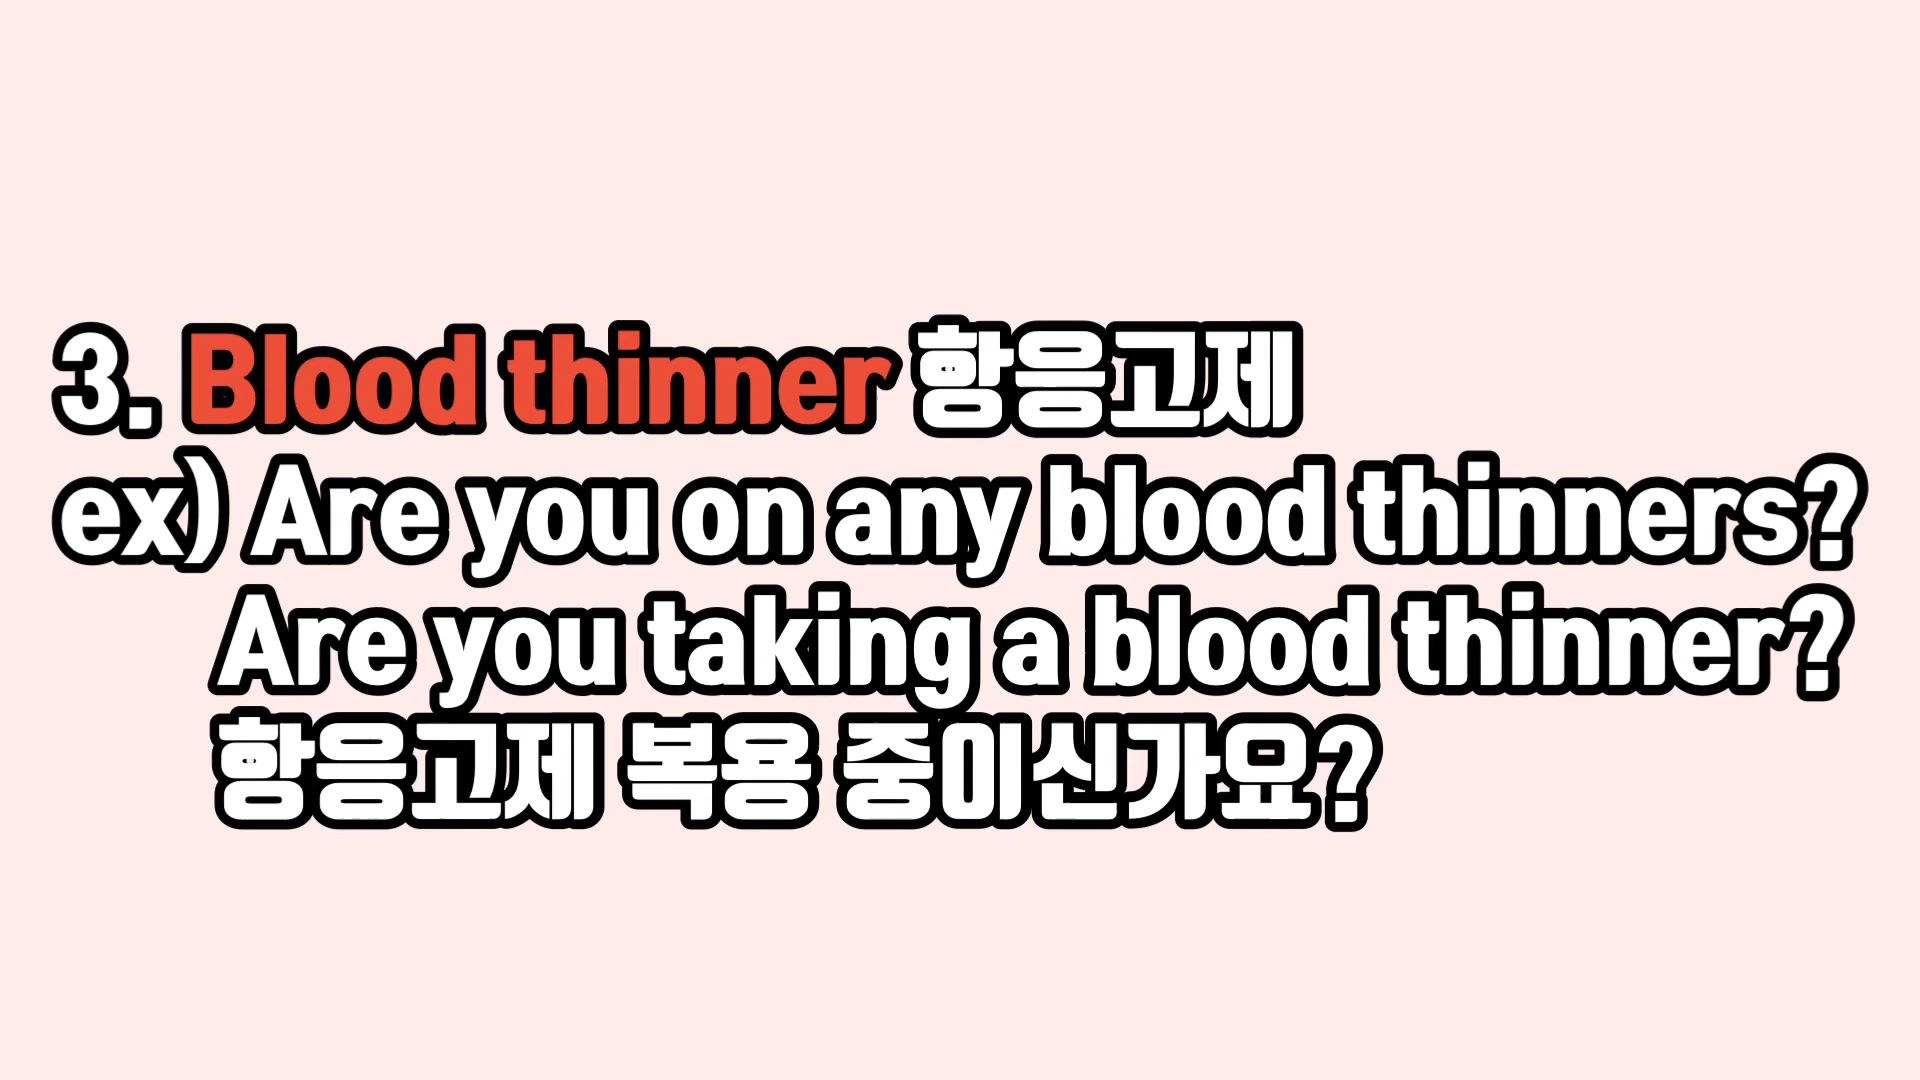 3. Blood thinner 항응고제
ex) Are you on any blood thinners?
Are you taking a blood thinner?
항응고제 복용 중이신가요?